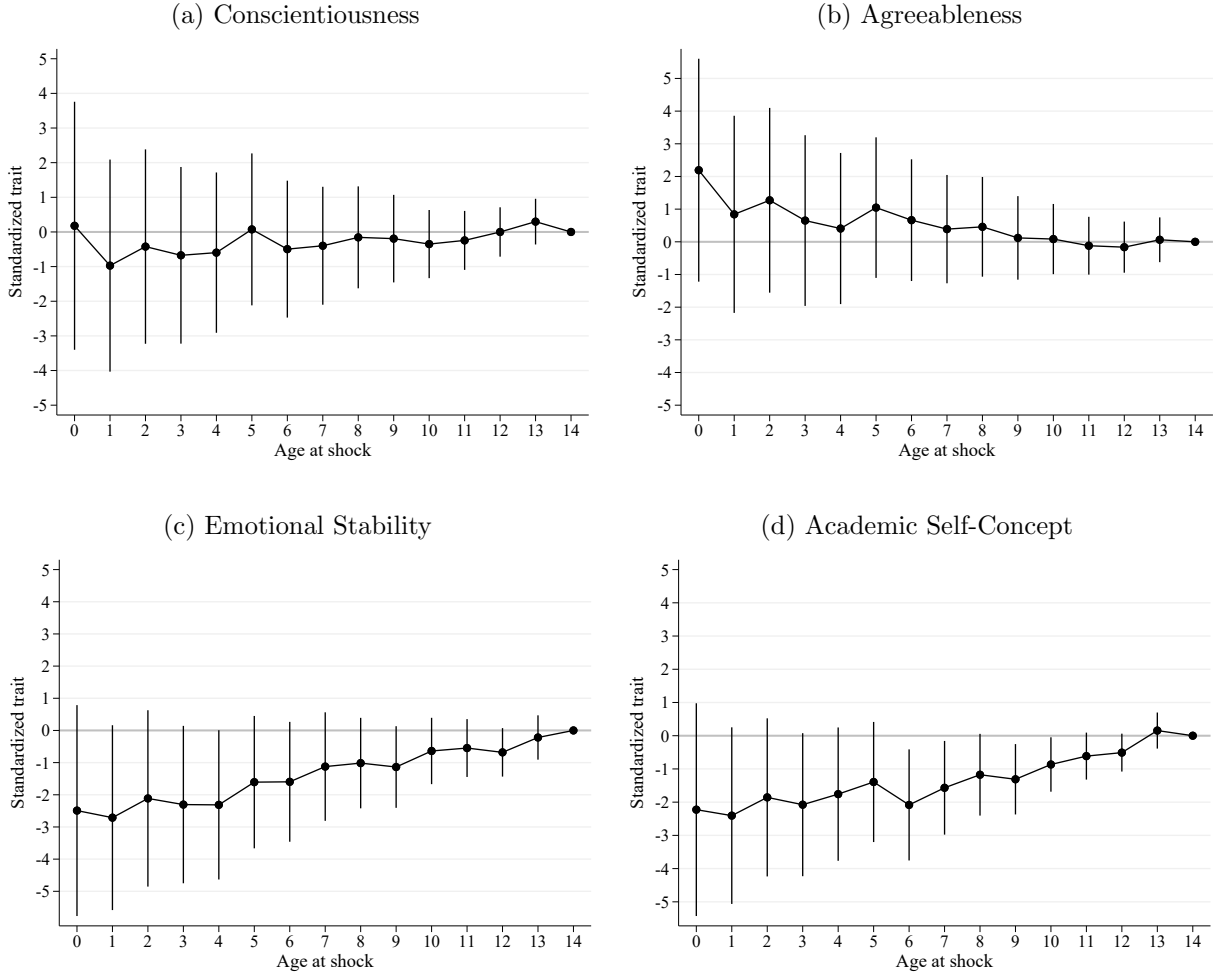 (a) Conscientiousness
5
4
3
2
1
0
-1
-2
-3
-4
-5
Standardized trait
0 1 2 3 4 5 6 7 8 9 10 11 12 13 14
Age at shock
(b) Agreeableness
5
4
3
2
1
0
-1
-2
-3
-4
-5
Standardized trait
0 1 2 3 4 5 6 7 8 9 10 11 12 13 14
Age at shock
(c) Emotional Stability
5
4
3
2
1
0
-1
-2
-3
-4
-5
Standardized trait
0 1 2 3 4 5 6 7 8 9 10 11 12 13 14
Age at shock
(d) Academic Self-Concept
5
4
3
2
1
0
-1
-2
-3
-4
-5
Standardized trait
0 1 2 3 4 5 6 7 8 9 10 11 12 13 14
Age at shock